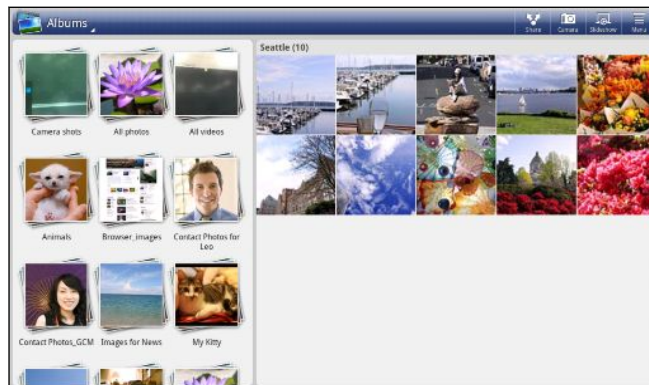 Albums
Share Camera Slideshow Menu
Seattle (10)
Camera shots All photos All videos
Animals Browser_images Contact Photos for
Leo
Contact Photos_GCM Images for News My Kitty